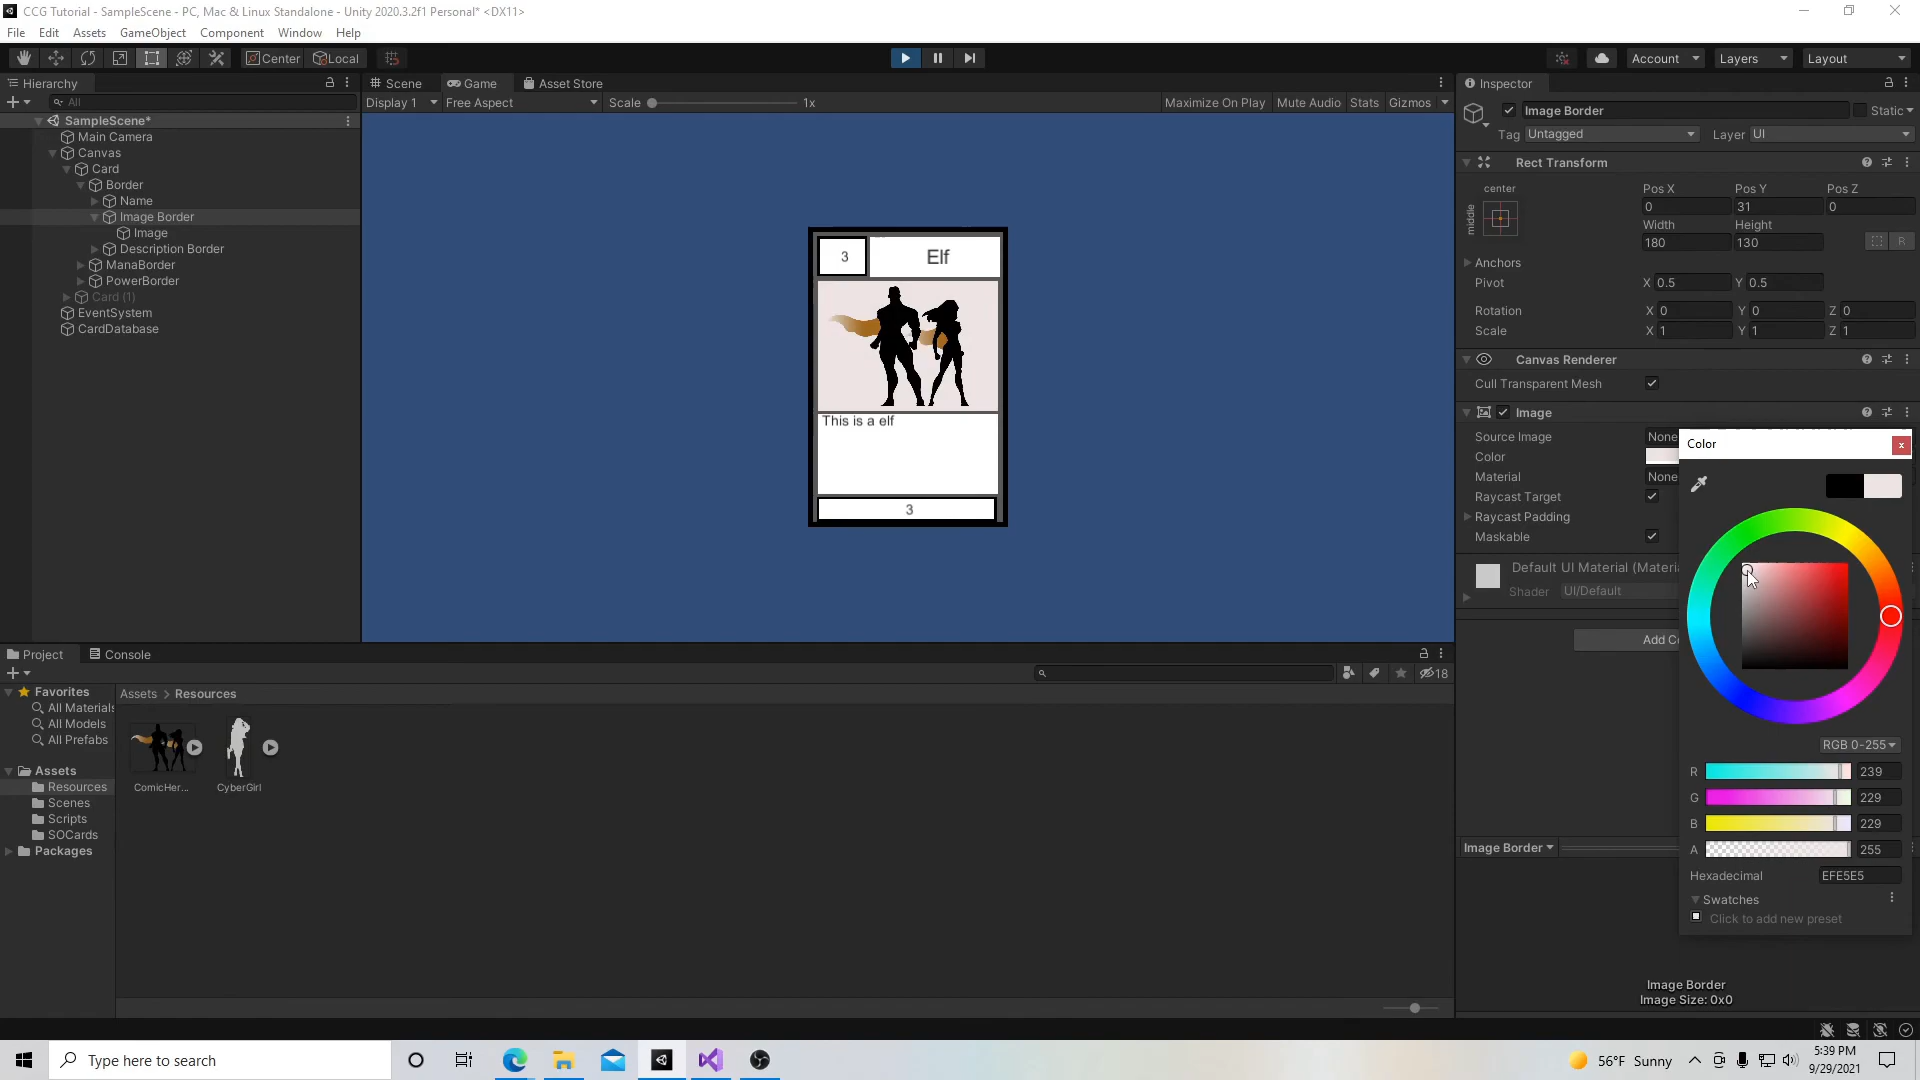 CCG Tutorial - SampleScene - PC, Mac & Linux Standalone - Unity 2020.3.2f1 Personal* <DX11>
File Edit Assets GameObject Component Window Help
Center Local Account Layers Layout
Hierarchy
All
SampleScene*
Main Camera
Canvas
Card
Border
Name
Image Border
Image
Description Border
ManaBorder
PowerBorder
Card (1)
EventSystem
CardDatabase
Scene Game Asset Store
Display 1 Free Aspect Scale 1x Maximize On Play Mute Audio Stats Gizmos
3 Elf
This is a elf
3
Inspector
Image Border Static
Tag Untagged Layer UI
Rect Transform
center Pos X Pos Y Pos Z
middle 0 31 0
Width Height
180 130 R
Anchors
Pivot X 0.5 Y 0.5
Rotation X 0 Y 0 Z 0
Scale X 1 Y 1 Z 1
Canvas Renderer
Cull Transparent Mesh
Image
Source Image None
Color
Material None
Raycast Target
Raycast Padding
Maskable
Default UI Material (Materi
Shader UI/Default
Add C
Image Border
Image Border
Image Size: 0x0
Color
RGB 0-255
R 239
G 229
B 229
A 255
Hexadecimal EFE5E5
Swatches
Click to add new preset
Project Console
18
Favorites
All Materials
All Models
All Prefabs
Assets
Resources
Scenes
Scripts
SOCards
Packages
Assets > Resources
ComicHer... CyberGirl
Type here to search
56°F Sunny
5:39 PM
9/29/2021